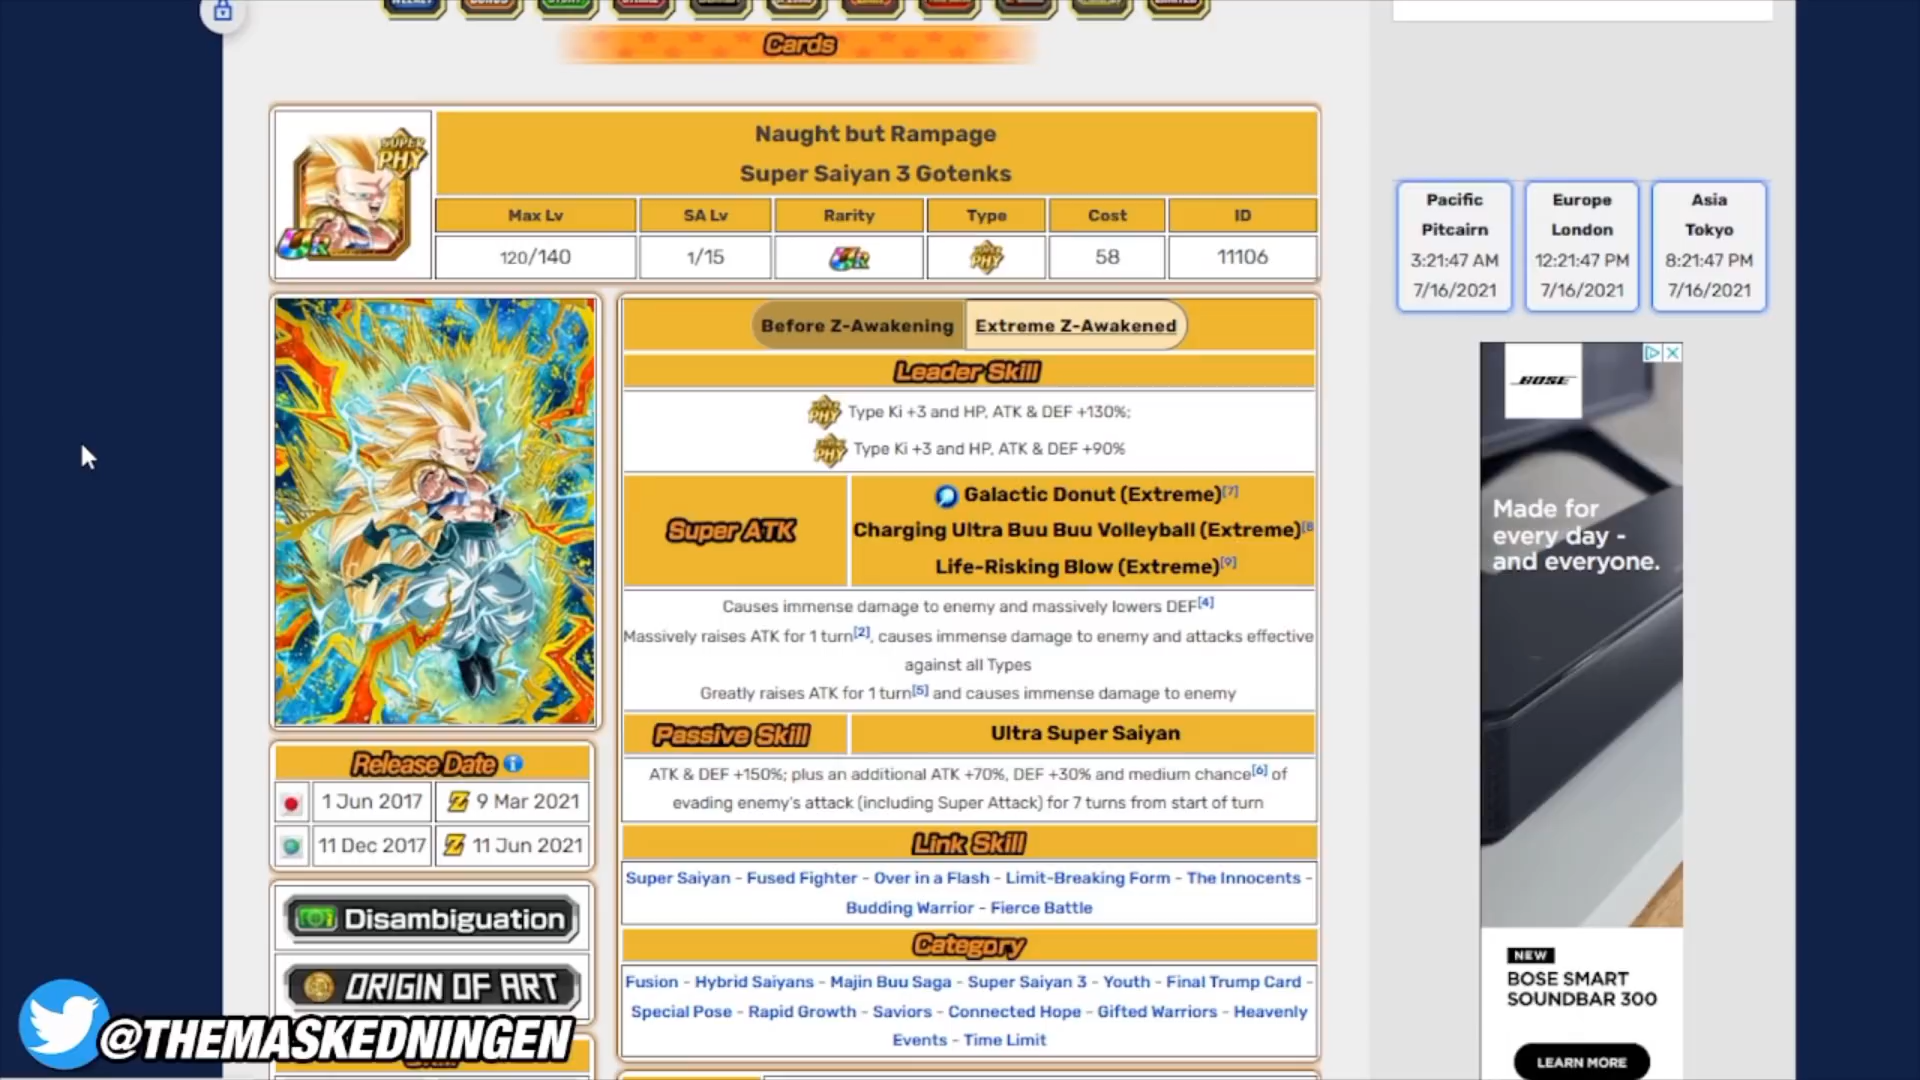 Cards
SUPER PHY
UR
Naught but Rampage
Super Saiyan 3 Gotenks
Max Lv SA Lv Rarity Type Cost ID
120/140 1/15 UR SUPER PHY 58 11106
Before Z-Awakening Extreme Z-Awakened
Leader Skill
SUPER PHY Type Ki +3 and HP, ATK & DEF +130%;
SUPER PHY Type Ki +3 and HP, ATK & DEF +90%
Super ATK
Galactic Donut (Extreme)[7]
Charging Ultra Buu Buu Volleyball (Extreme)[8
Life-Risking Blow (Extreme)[9]
Causes immense damage to enemy and massively lowers DEF[4]
Massively raises ATK for 1 turn[2], causes immense damage to enemy and attacks effective
against all Types
Greatly raises ATK for 1 turn[5] and causes immense damage to enemy
Passive Skill Ultra Super Saiyan
ATK & DEF +150%; plus an additional ATK +70%, DEF +30% and medium chance[6] of
evading enemy's attack (including Super Attack) for 7 turns from start of turn
Link Skill
Super Saiyan - Fused Fighter - Over in a Flash - Limit-Breaking Form - The Innocents -
Budding Warrior - Fierce Battle
Category
Fusion - Hybrid Saiyans - Majin Buu Saga - Super Saiyan 3 - Youth - Final Trump Card -
Special Pose - Rapid Growth - Saviors - Connected Hope - Gifted Warriors - Heavenly
Events - Time Limit
Release Date
1 Jun 2017 Z 9 Mar 2021
11 Dec 2017 Z 11 Jun 2021
Disambiguation
ORIGIN OF ART
@THEMASKEDNINGEN
Pacific
Pitcairn
3:21:47 AM
7/16/2021
Europe
London
12:21:47 PM
7/16/2021
Asia
Tokyo
8:21:47 PM
7/16/2021
BOSE
Made for
every day -
and everyone.
NEW
BOSE SMART
SOUNDBAR 300
LEARN MORE